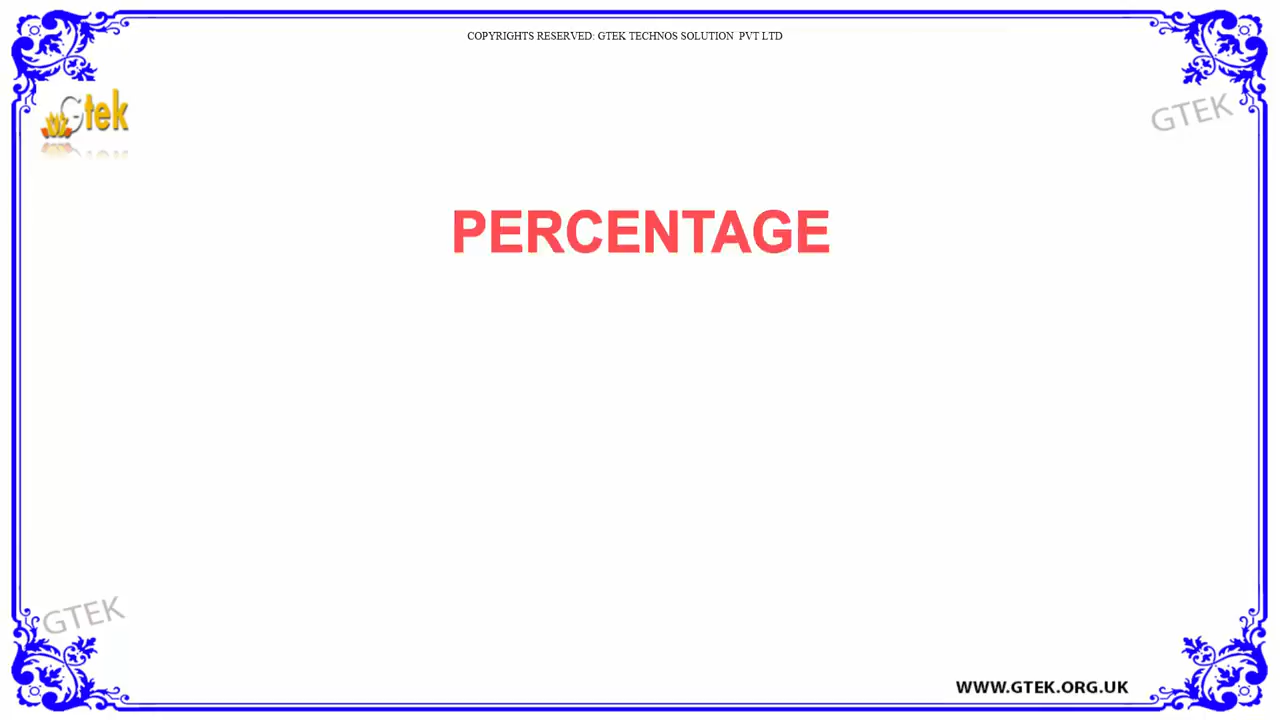 COPYRIGHTS RESERVED: GTEK TECHNOS SOLUTION PVT LTD
Gtek
GTEK
PERCENTAGE
GTEK
WWW.GTEK.ORG.UK